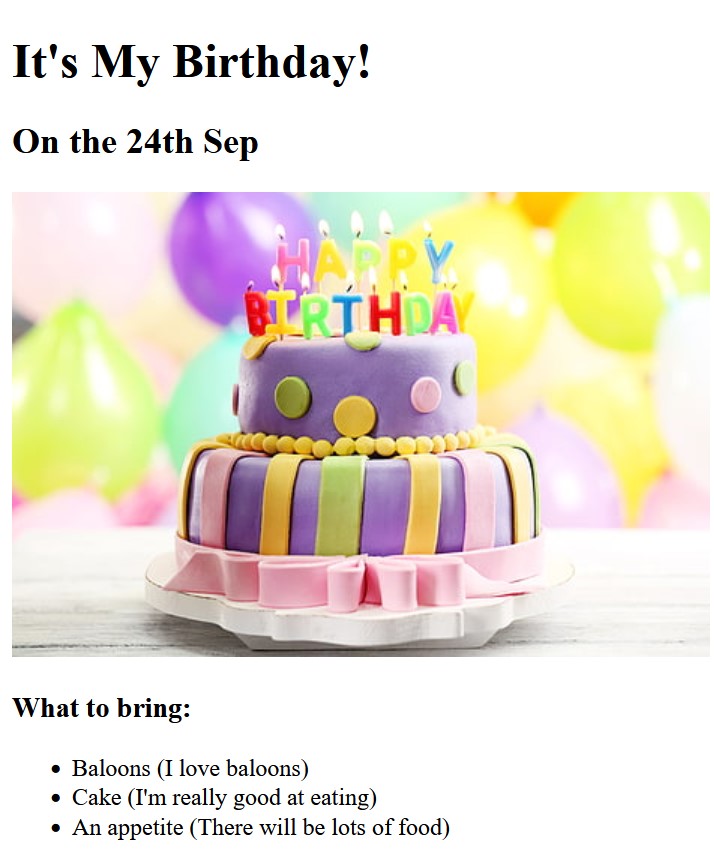 It's My Birthday!
On the 24th Sep
HAPPY
BIRTHDAY
What to bring:
Baloons (I love baloons)
Cake (I'm really good at eating)
An appetite (There will be lots of food)